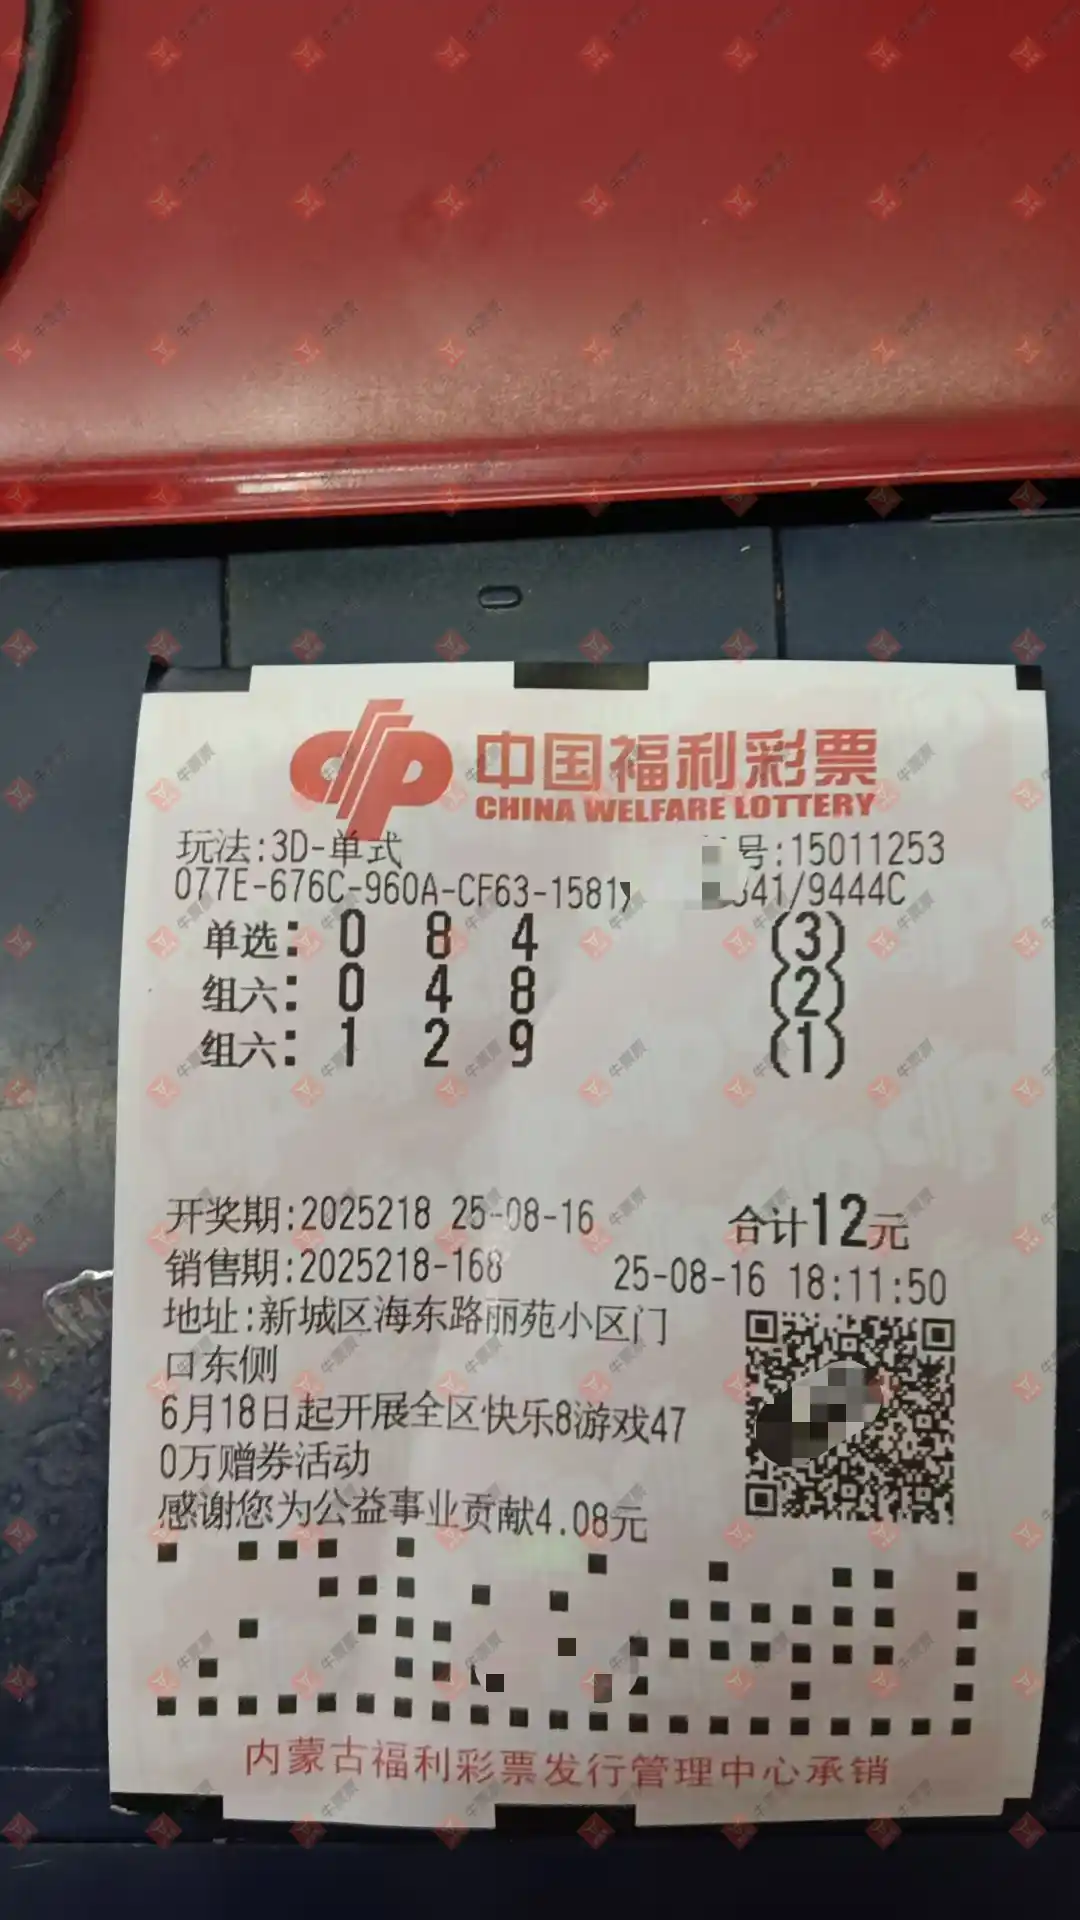 中国福利彩票
CHINA WELFARE LOTTERY
玩法:3D-单式 号:15011253
077E-676C-960A-CF63-1581 941/9444C
单选: 0 8 4 (3)
组六: 0 4 8 (2)
组六: 1 2 9 (1)
开奖期:2025218 25-08-16 合计12元
销售期:2025218-168 25-08-16 18:11:50
地址:新城区海东路丽苑小区门
口东侧
6月18日起开展全区快乐8游戏47
0万赠券活动
感谢您为公益事业贡献4.08元
内蒙古福利彩票发行管理中心承销
牛票票